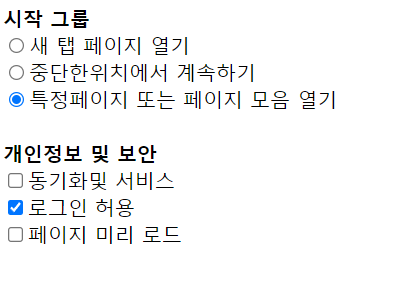 시작 그룹
새 탭 페이지 열기
중단한위치에서 계속하기
특정페이지 또는 페이지 모음 열기
개인정보 및 보안
동기화및 서비스
로그인 허용
페이지 미리 로드